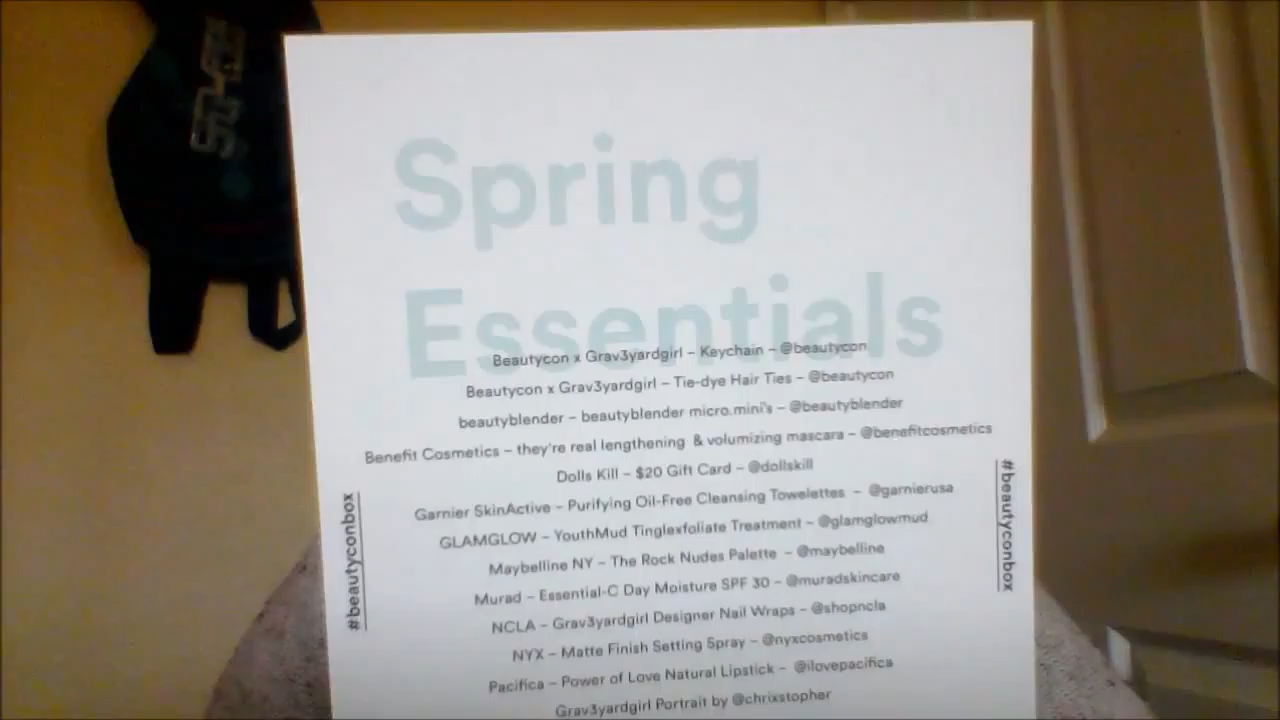 Spring
Essentials
Beautycon x Grav3yardgirl – Keychain – @beautycon
Beautycon x Grav3yardgirl – Tie-dye Hair Ties – @beautycon
beautyblender – beautyblender micro.mini's – @beautyblender
Benefit Cosmetics – they're real lengthening & volumizing mascara – @benefitcosmetics
Dolls Kill – $20 Gift Card – @dollskill
Garnier SkinActive – Purifying Oil-Free Cleansing Towelettes – @garnierusa
GLAMGLOW – YouthMud Tinglexfoliate Treatment – @glamglowmud
Maybelline NY – The Rock Nudes Palette – @maybelline
Murad – Essential-C Day Moisture SPF 30 – @muradskincare
NCLA – Grav3yardgirl Designer Nail Wraps – @shopncla
NYX – Matte Finish Setting Spray – @nyxcosmetics
Pacifica – Power of Love Natural Lipstick – @ilovepacifica
Grav3yardgirl Portrait by @chrixstopher
#beautyconbox
#beautyconbox